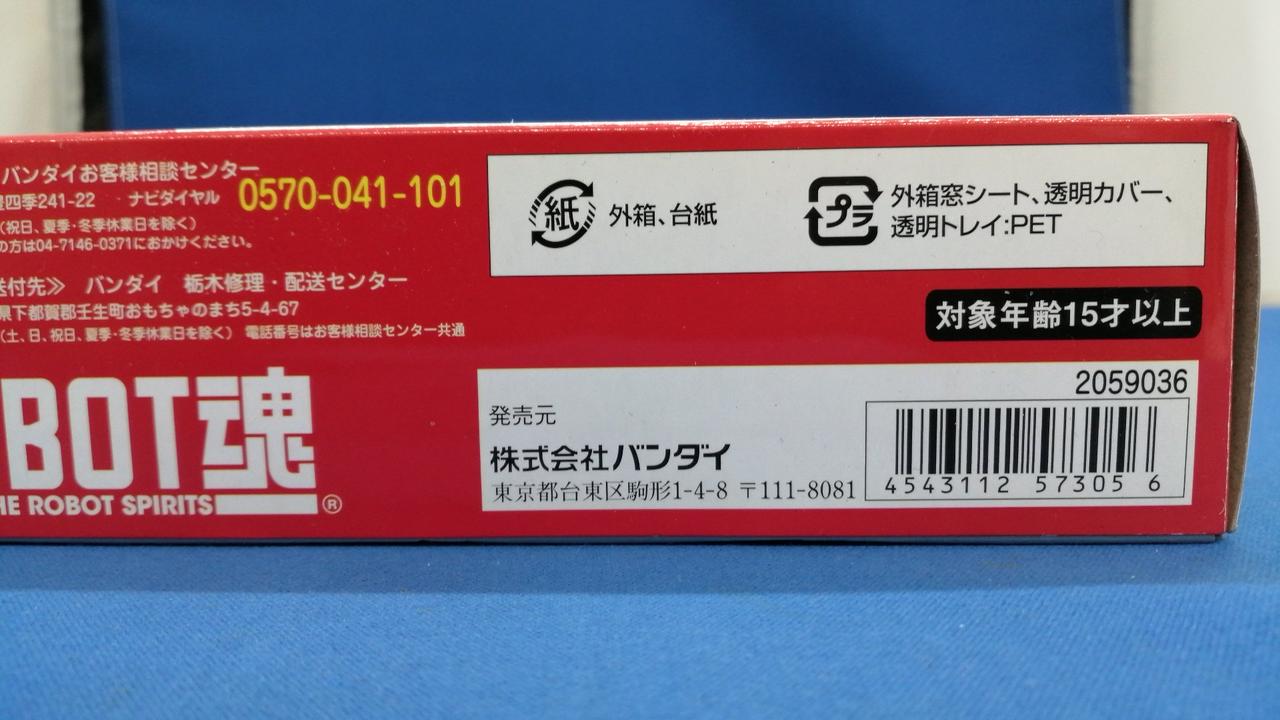 バンダイお客様相談センター
四季241-22 ナビダイヤル 0570-041-101
(祝日、夏季・冬季休業日を除く)
の方は04-7146-0371におかけください。
送付先》 バンダイ 栃木修理・配送センター
県下都賀郡壬生町おもちゃのまち5-4-67
(土、日、祝日、夏季・冬季休業日を除く) 電話番号はお客様相談センター共通
BOT魂
THE ROBOT SPIRITS ®
紙 外箱、台紙
プラ 外箱窓シート、透明カバー、
透明トレイ:PET
対象年齢15才以上
2059036
発売元
株式会社バンダイ
東京都台東区駒形1-4-8 〒111-8081
4543112 57305 6